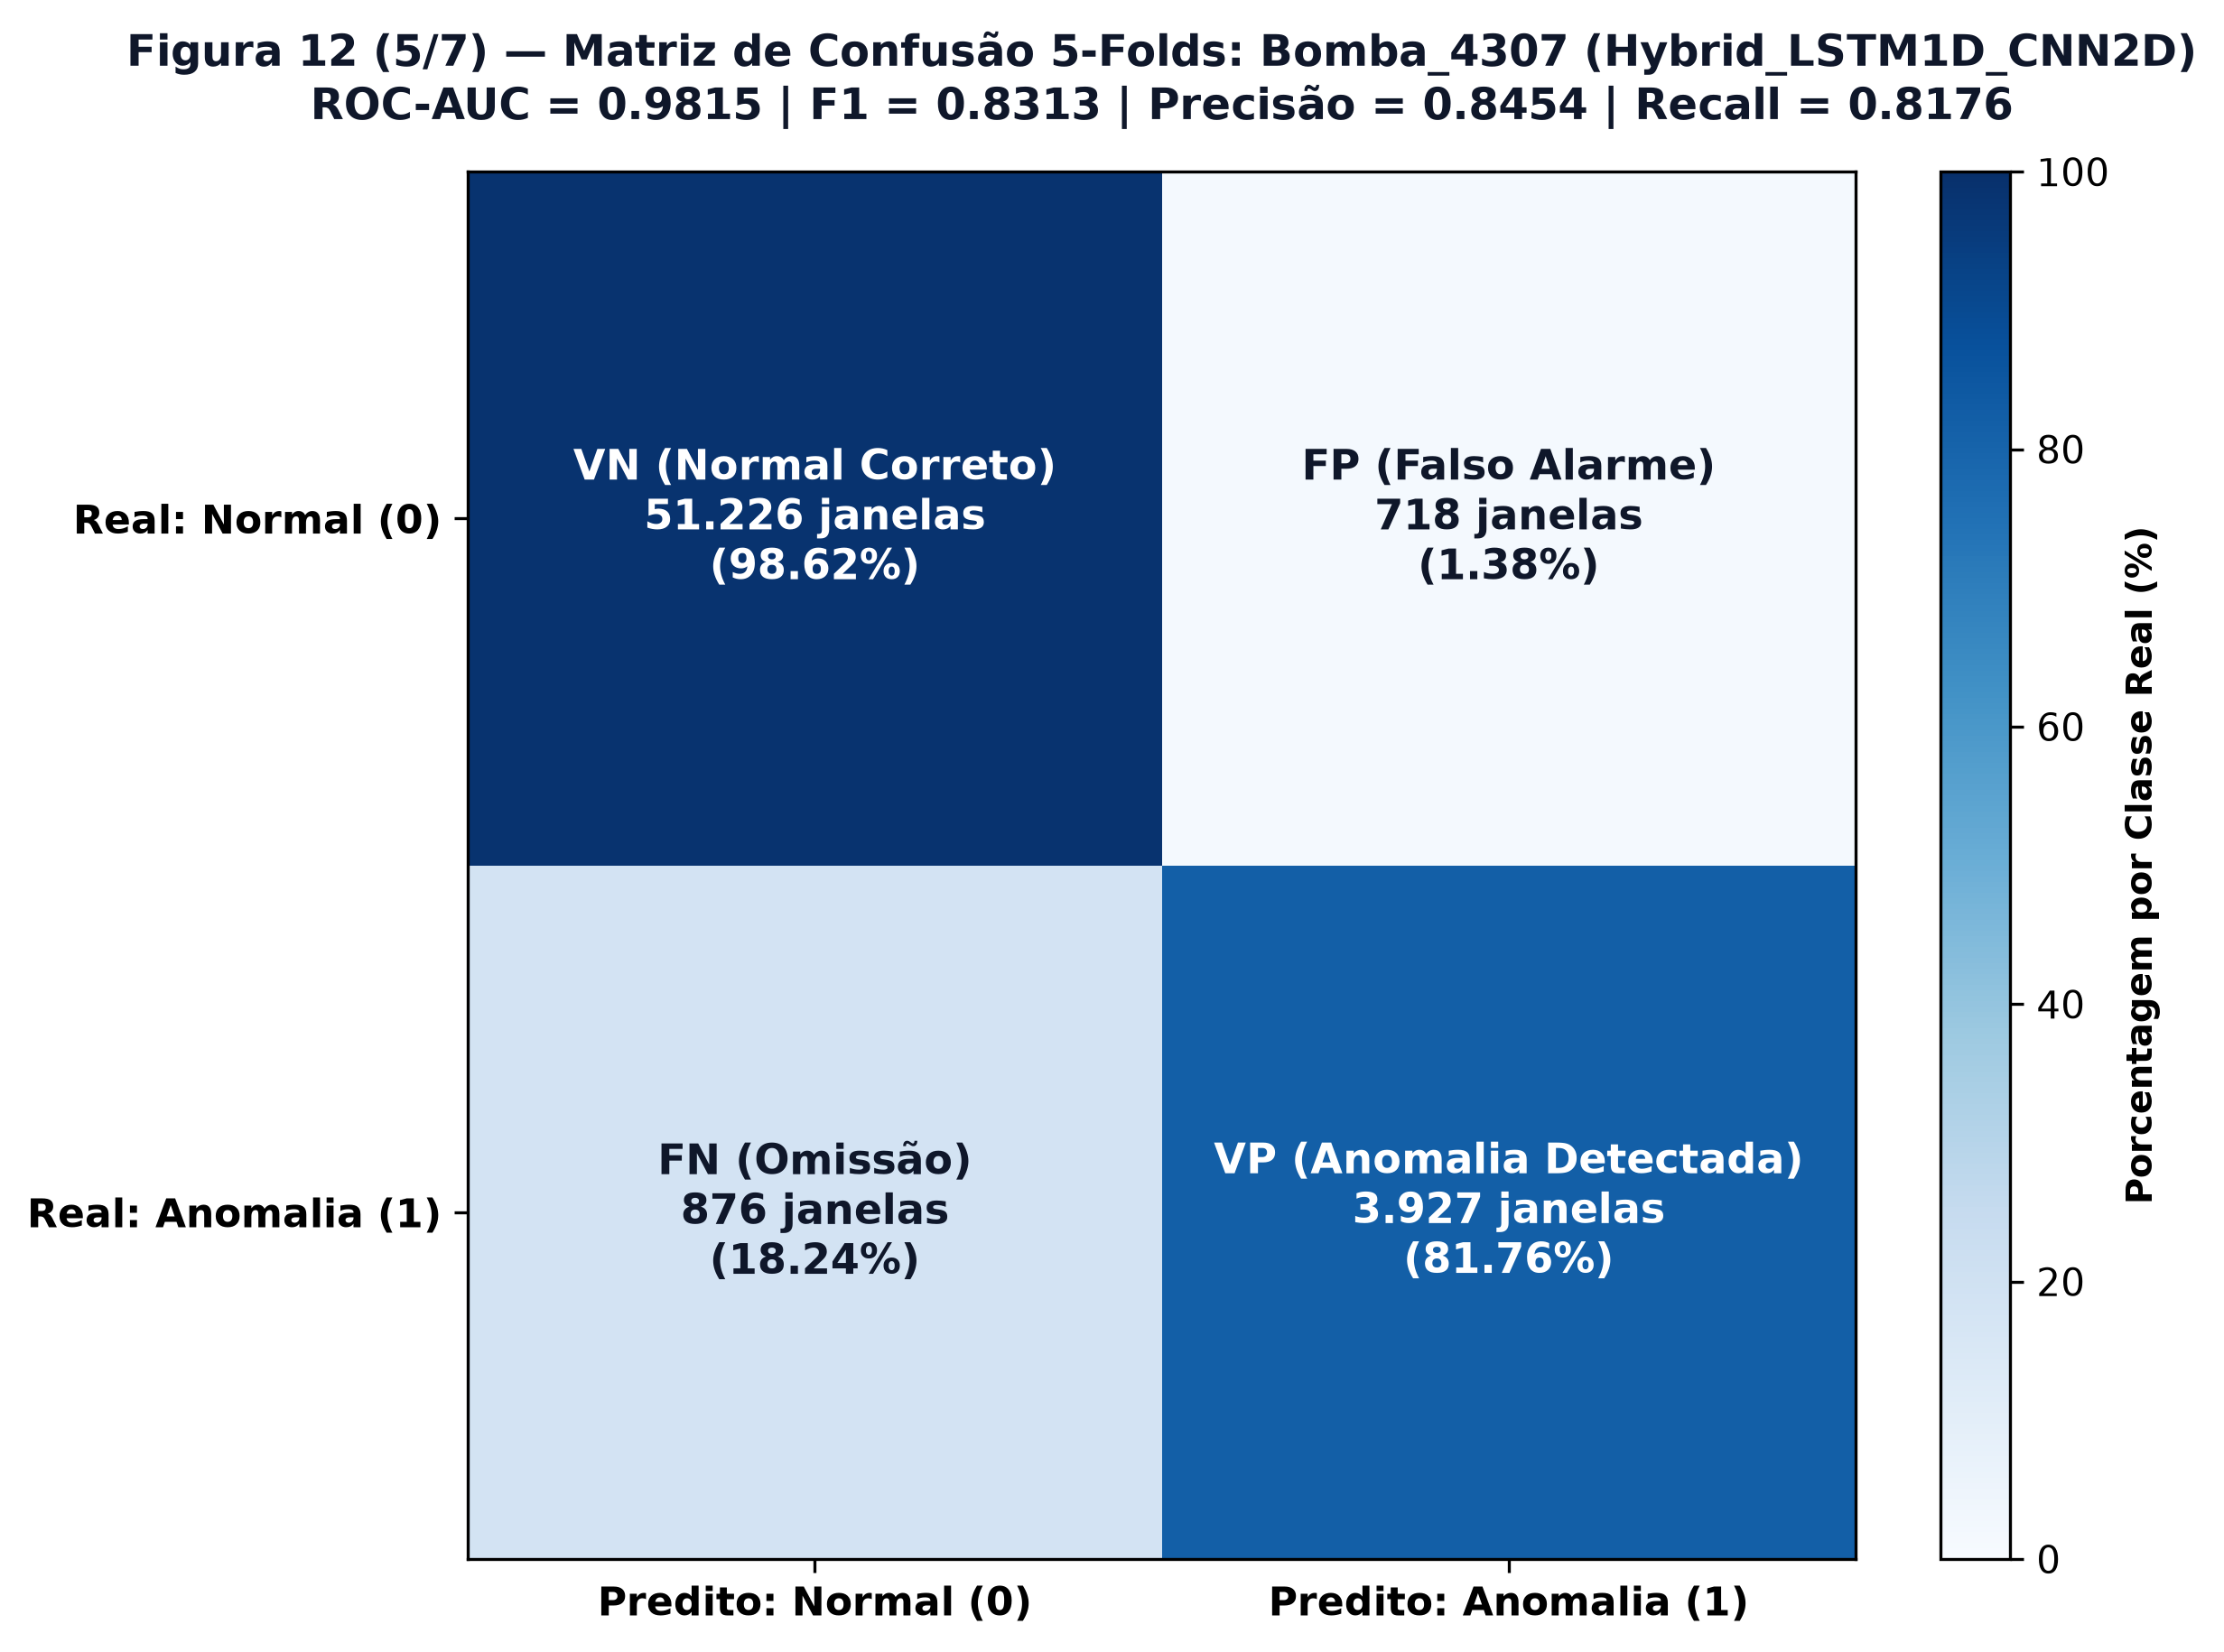 Figura 12 (5/7) — Matriz de Confusão 5-Folds: Bomba_4307 (Hybrid_LSTM1D_CNN2D)
ROC-AUC = 0.9815 | F1 = 0.8313 | Precisão = 0.8454 | Recall = 0.8176
Real: Normal (0)
VN (Normal Correto)
51.226 janelas
(98.62%)
FP (Falso Alarme)
718 janelas
(1.38%)
Real: Anomalia (1)
FN (Omissão)
876 janelas
(18.24%)
VP (Anomalia Detectada)
3.927 janelas
(81.76%)
Predito: Normal (0)
Predito: Anomalia (1)
100
80
60
40
20
0
Porcentagem por Classe Real (%)